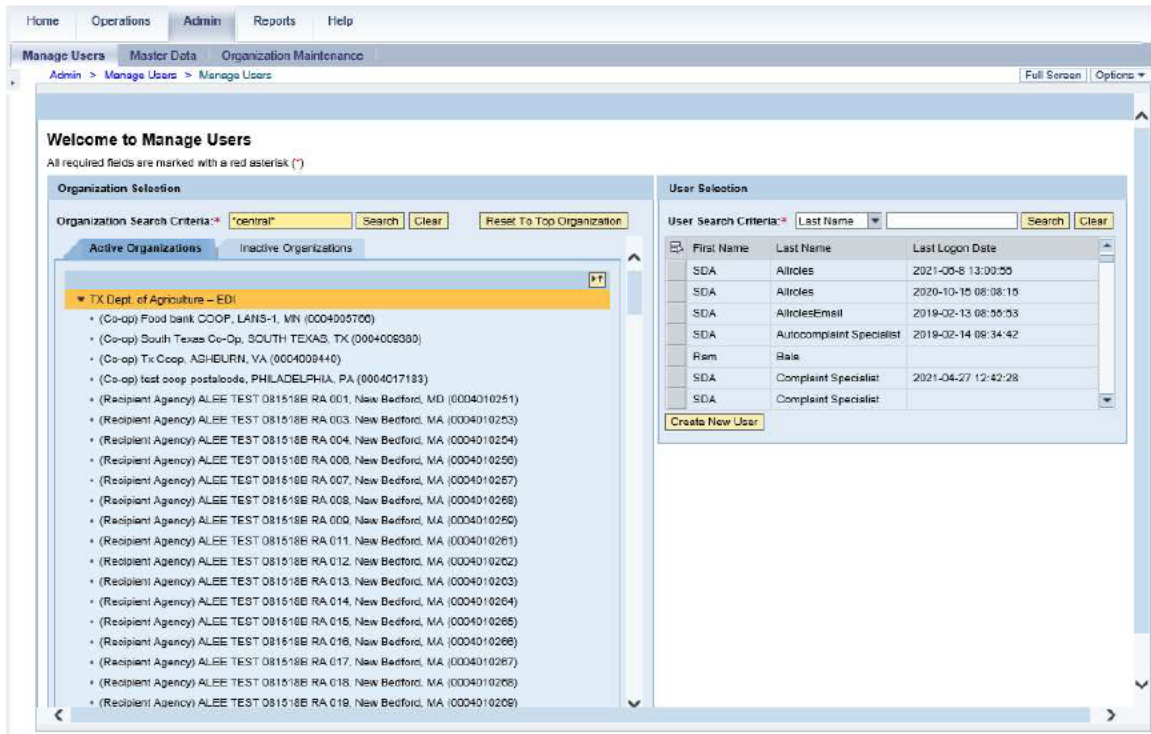 Home Operations Admin Reports Help
Manage Users Master Data Organization Maintenance
Admin > Manage Users > Manage Users Full Screen Options
Welcome to Manage Users
All required fields are marked with a red asterisk (*)
Organization Selection
Organization Search Criteria:* *central* Search Clear Reset To Top Organization
Active Organizations Inactive Organizations
TX Dept. of Agriculture – EDI
• (Co-op) Food bank COOP, LANS-1, MN (0004005766)
• (Co-op) South Texas Co-Op, SOUTH TEXAS, TX (0004009380)
• (Co-op) Tx Coop, ASHBURN, VA (0004009440)
• (Co-op) test coop postalcode, PHILADELPHIA, PA (0004017183)
• (Recipient Agency) ALEE TEST 081518B RA 001, New Bedford, MD (0004010251)
• (Recipient Agency) ALEE TEST 081518B RA 003, New Bedford, MA (0004010253)
• (Recipient Agency) ALEE TEST 081518B RA 004, New Bedford, MA (0004010254)
• (Recipient Agency) ALEE TEST 081518B RA 006, New Bedford, MA (0004010256)
• (Recipient Agency) ALEE TEST 081518B RA 007, New Bedford, MA (0004010257)
• (Recipient Agency) ALEE TEST 081518B RA 008, New Bedford, MA (0004010258)
• (Recipient Agency) ALEE TEST 081518B RA 009, New Bedford, MA (0004010259)
• (Recipient Agency) ALEE TEST 081518B RA 011, New Bedford, MA (0004010261)
• (Recipient Agency) ALEE TEST 081518B RA 012, New Bedford, MA (0004010262)
• (Recipient Agency) ALEE TEST 081518B RA 013, New Bedford, MA (0004010263)
• (Recipient Agency) ALEE TEST 081518B RA 014, New Bedford, MA (0004010264)
• (Recipient Agency) ALEE TEST 081518B RA 015, New Bedford, MA (0004010265)
• (Recipient Agency) ALEE TEST 081518B RA 016, New Bedford, MA (0004010266)
• (Recipient Agency) ALEE TEST 081518B RA 017, New Bedford, MA (0004010267)
• (Recipient Agency) ALEE TEST 081518B RA 018, New Bedford, MA (0004010268)
• (Recipient Agency) ALEE TEST 081518B RA 019, New Bedford, MA (0004010269)
User Selection
User Search Criteria:* Last Name Search Clear
First Name Last Name Last Logon Date
SDA Allroles 2021-06-8 13:00:55
SDA Allroles 2020-10-15 08:08:15
SDA AllrolesEmail 2019-02-13 08:55:53
SDA Autocomplaint Specialist 2019-02-14 09:34:42
Ram Bala
SDA Complaint Specialist 2021-04-27 12:42:28
SDA Complaint Specialist
Create New User